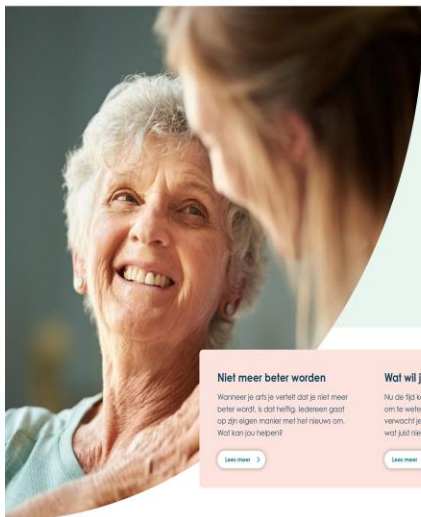 Niet meer beter worden
Wanneer je arts je vertelt dat je niet meer
beter wordt, is dat heftig. Iedereen gaat
op zijn eigen manier met het nieuws om.
Wat kan jou helpen?
Lees meer
Wat wil j
Nu de tijd k
om te wete
verwacht je
wat juist nie
Lees meer